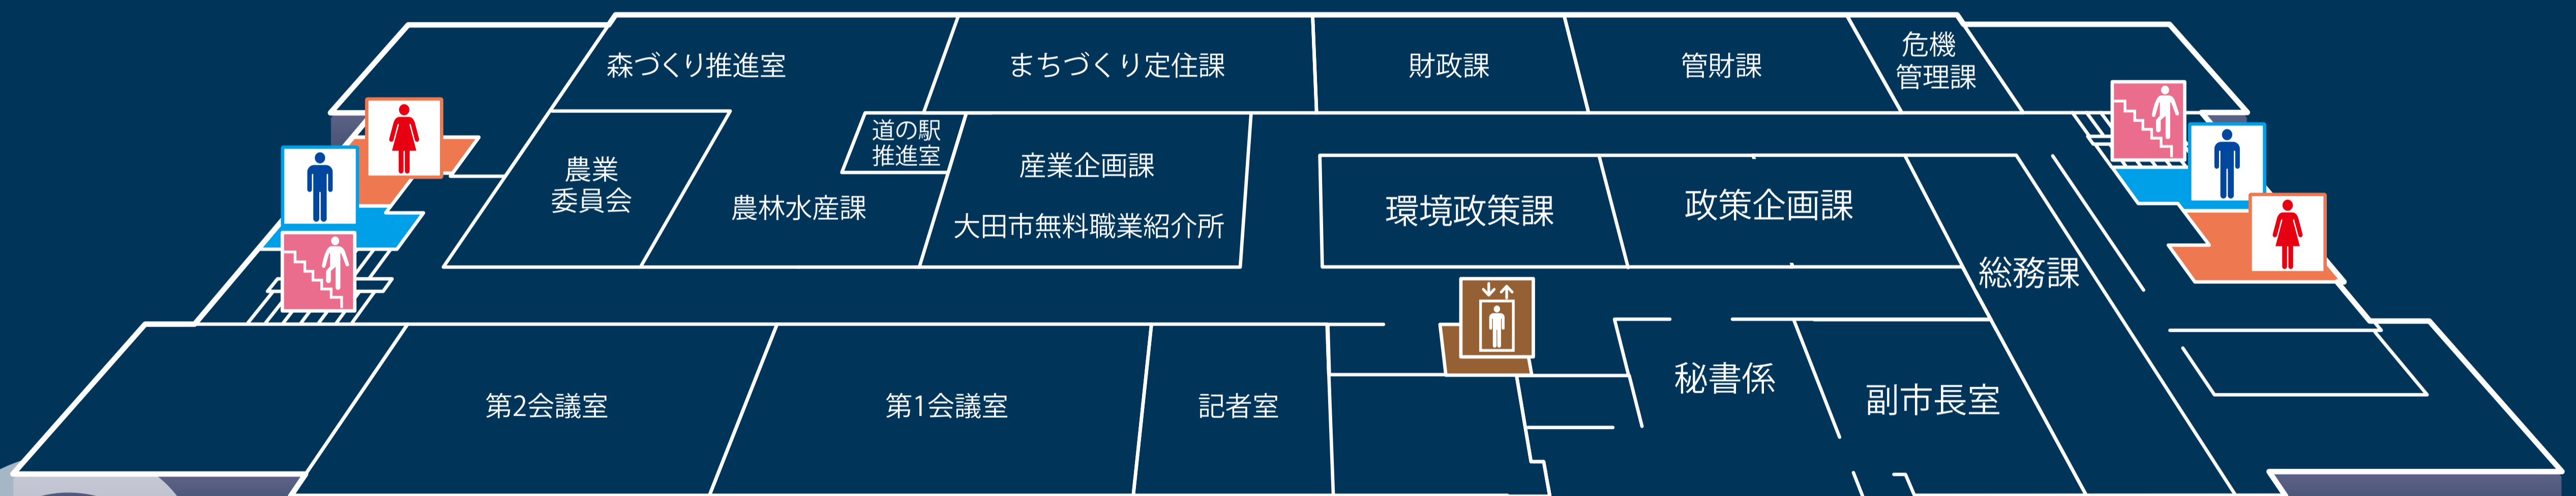 森づくり推進室
まちづくり定住課
財政課
管財課
危機
管理課
農業
委員会
農林水産課
道の駅
推進室
産業企画課
大田市無料職業紹介所
環境政策課
政策企画課
総務課
第2会議室
第1会議室
記者室
秘書係
副市長室